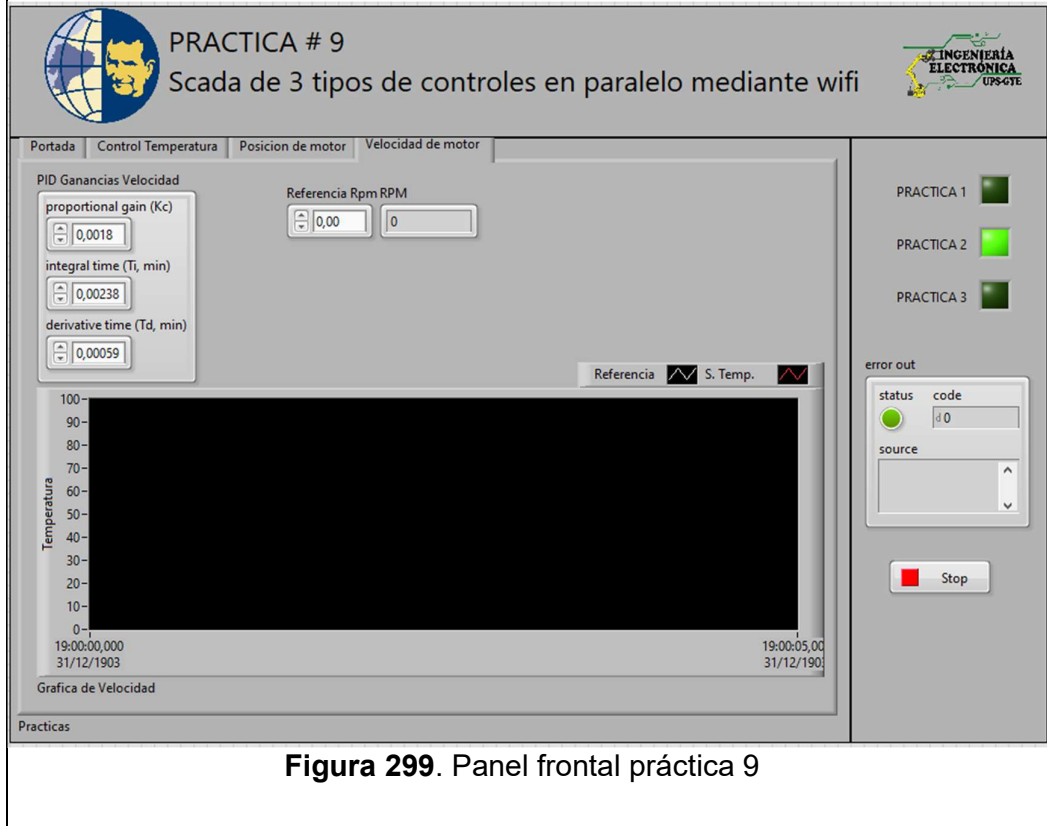 PRACTICA # 9
Scada de 3 tipos de controles en paralelo mediante wifi
INGENIERÍA
ELECTRÓNICA
UPS-GYE
Portada
Control Temperatura
Posicion de motor
Velocidad de motor
PID Ganancias Velocidad
proportional gain (Kc)
0,0018
integral time (Ti, min)
0,00238
derivative time (Td, min)
0,00059
Referencia Rpm RPM
0,00
0
Referencia
S. Temp.
Temperatura
100
90
80
70
60
50
40
30
20
10
0
19:00:00,000
31/12/1903
19:00:05,00
31/12/190
Grafica de Velocidad
Practicas
PRACTICA 1
PRACTICA 2
PRACTICA 3
error out
status
code
d 0
source
Stop
Figura 299. Panel frontal práctica 9